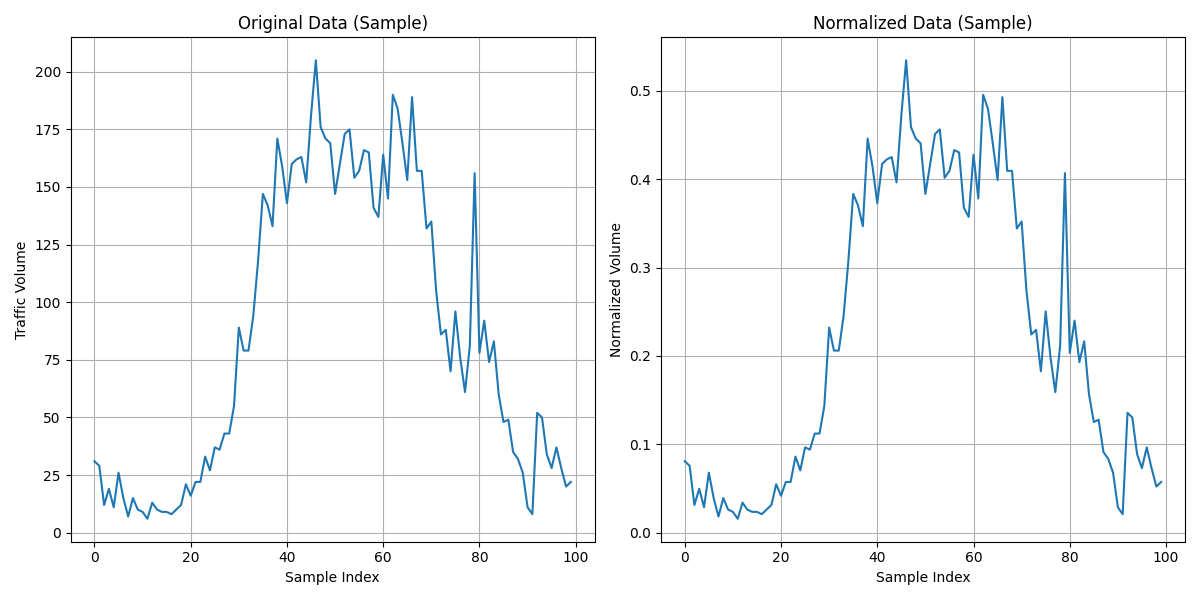 Original Data (Sample)
Traffic Volume
200
175
150
125
100
75
50
25
0
0 20 40 60 80 100
Sample Index
Normalized Data (Sample)
Normalized Volume
0.5
0.4
0.3
0.2
0.1
0.0
0 20 40 60 80 100
Sample Index